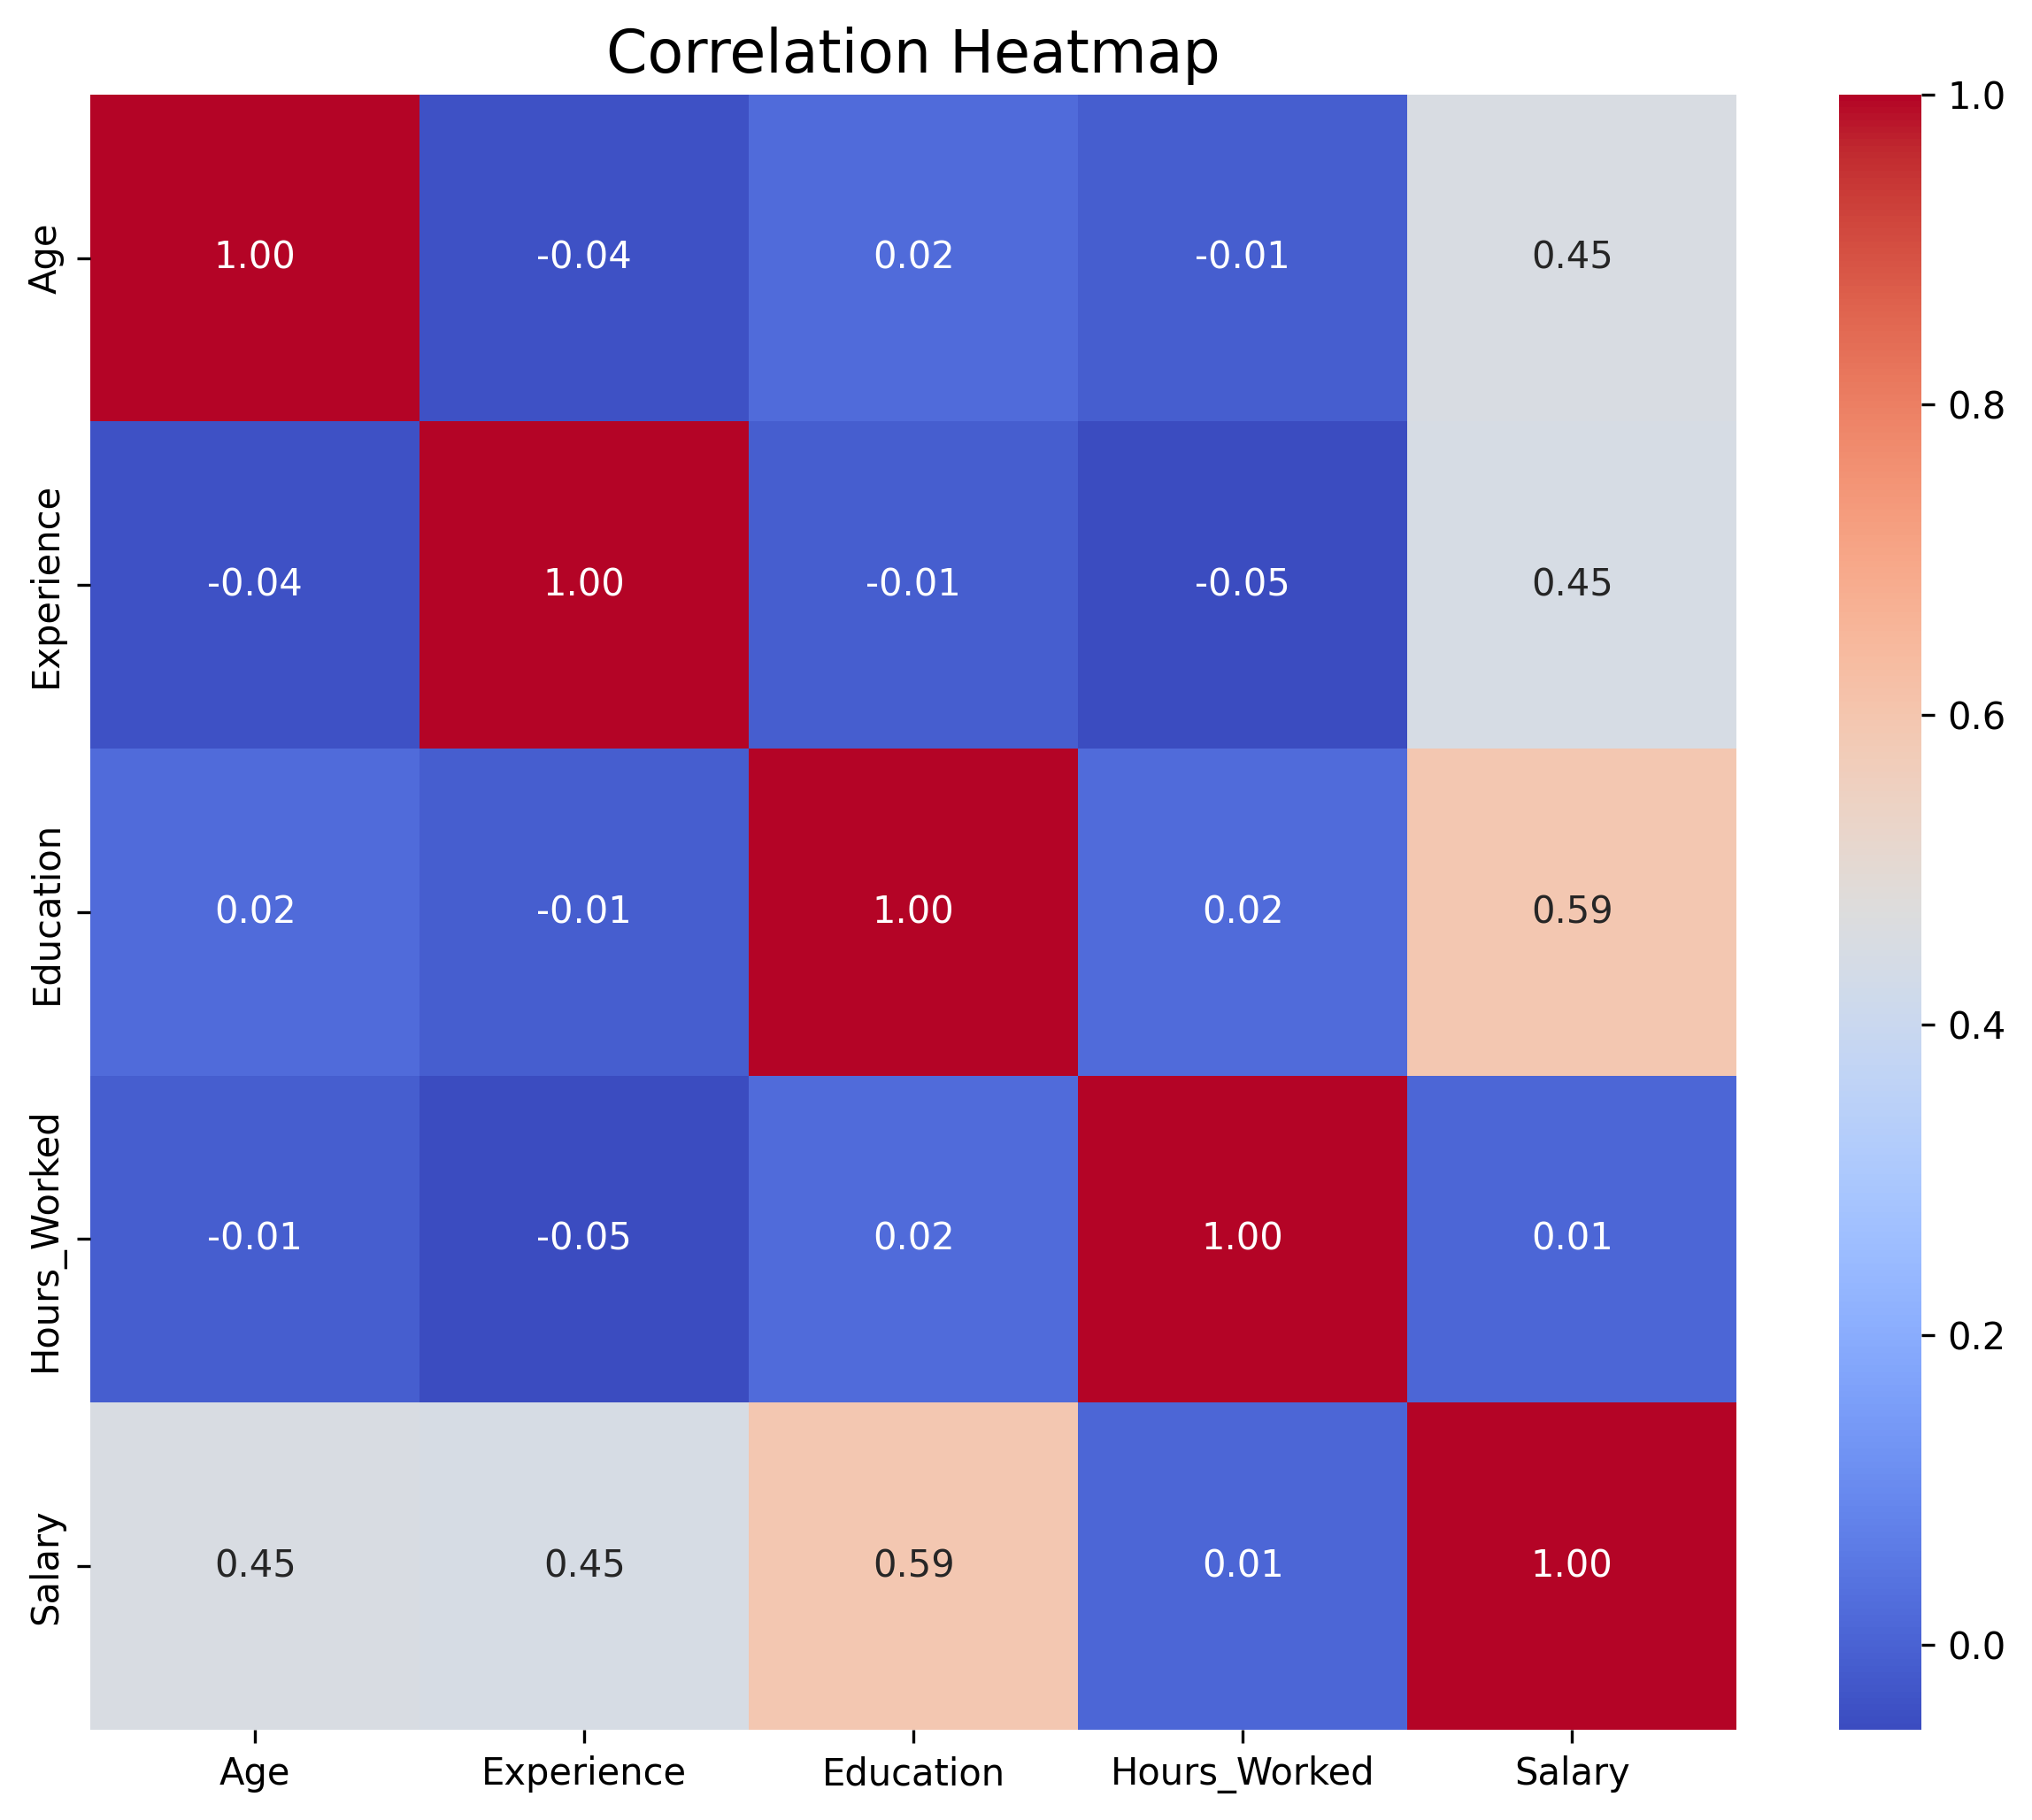 Correlation Heatmap
Age 1.00 -0.04 0.02 -0.01 0.45
Experience -0.04 1.00 -0.01 -0.05 0.45
Education 0.02 -0.01 1.00 0.02 0.59
Hours_Worked -0.01 -0.05 0.02 1.00 0.01
Salary 0.45 0.45 0.59 0.01 1.00
Age Experience Education Hours_Worked Salary
1.0
0.8
0.6
0.4
0.2
0.0